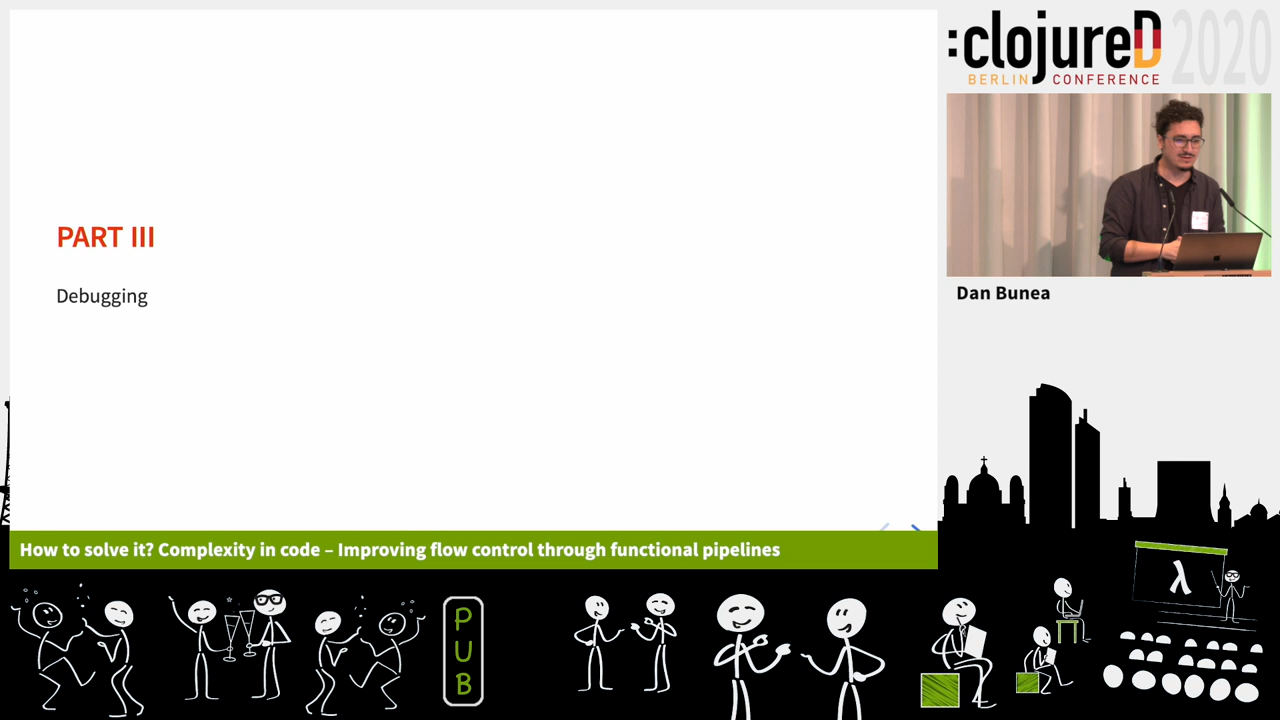 PART III
Debugging
:clojureD 2020
BERLIN CONFERENCE
Dan Bunea
How to solve it? Complexity in code – Improving flow control through functional pipelines
PUB
λ